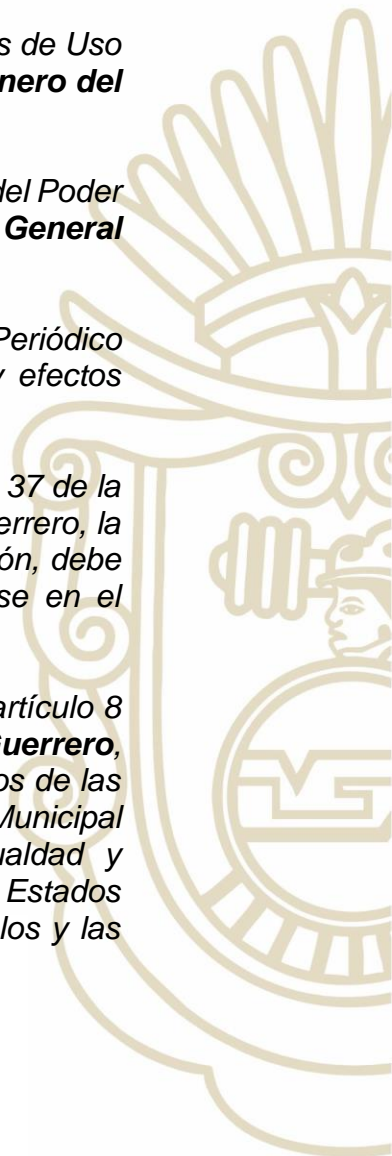 s de Uso
nero del
del Poder
General
Periódico
y efectos
37 de la
errero, la
ón, debe
se en el
artículo 8
Guerrero,
os de las
Municipal
ualdad y
Estados
los y las